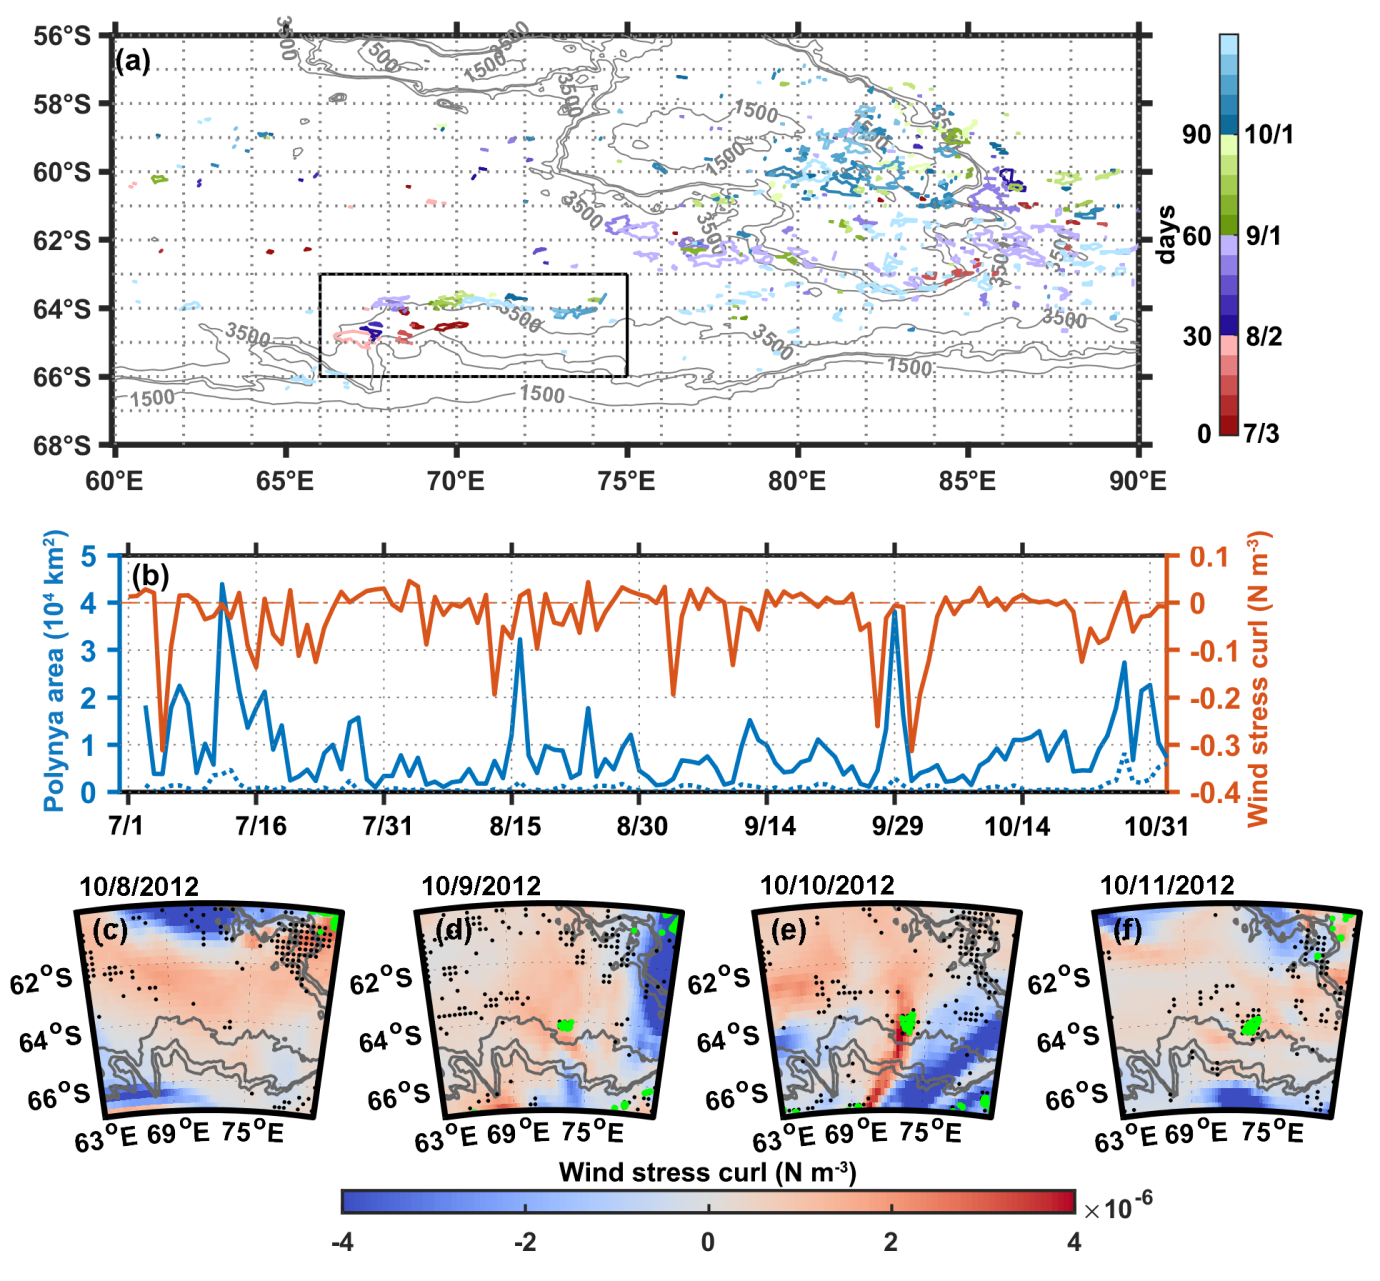 (a)
56°S
58°S
60°S
62°S
64°S
66°S
68°S
60°E
65°E
70°E
75°E
80°E
85°E
90°E
3500
1500
1500
3500
3500
1500
1500
3500
3500
3500
3500
3500
3500
3500
1500
1500
1500
days
90
60
30
0
10/1
9/1
8/2
7/3
(b)
Polynya area (10⁴ km²)
5
4
3
2
1
0
Wind stress curl (N m⁻³)
0.1
0
-0.1
-0.2
-0.3
-0.4
7/1
7/16
7/31
8/15
8/30
9/14
9/29
10/14
10/31
10/8/2012
(c)
62°S
64°S
66°S
63°E 69°E 75°E
10/9/2012
(d)
62°S
64°S
66°S
63°E 69°E 75°E
10/10/2012
(e)
62°S
64°S
66°S
63°E 69°E 75°E
10/11/2012
(f)
62°S
64°S
66°S
63°E 69°E 75°E
Wind stress curl (N m⁻³)
×10⁻⁶
-4
-2
0
2
4